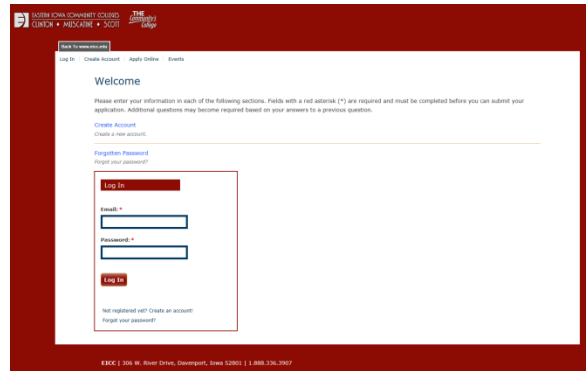 EASTERN IOWA COMMUNITY COLLEGES
CLINTON • MUSCATINE • SCOTT
THE
Community's
College
Back To www.eicc.edu
Log In | Create Account | Apply Online | Events
Welcome
Please enter your information in each of the following sections. Fields with a red asterisk (*) are required and must be completed before you can submit your
application. Additional questions may become required based on your answers to a previous question.
Create Account
Create a new account.
Forgotten Password
Forgot your password?
Log In
Email: *
Password: *
Log In
Not registered yet? Create an account!
Forgot your password?
EICC | 306 W. River Drive, Davenport, Iowa 52801 | 1.888.336.3907